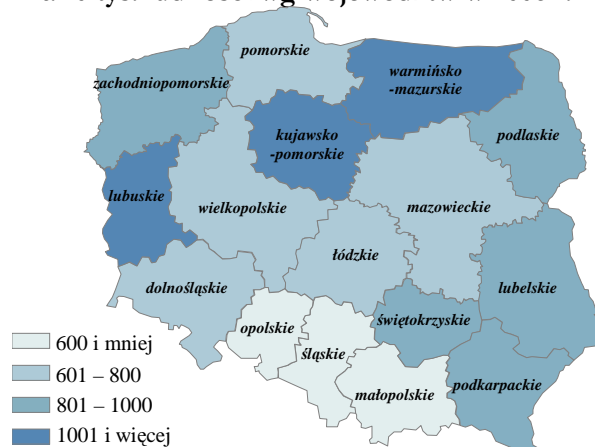 pomorskie
zachodniopomorskie
warmińsko
-mazurskie
podlaskie
kujawsko
-pomorskie
lubuskie
wielkopolskie
mazowieckie
łódzkie
dolnośląskie
lubelskie
świętokrzyskie
opolskie
śląskie
małopolskie
podkarpackie
600 i mniej
601 – 800
801 – 1000
1001 i więcej